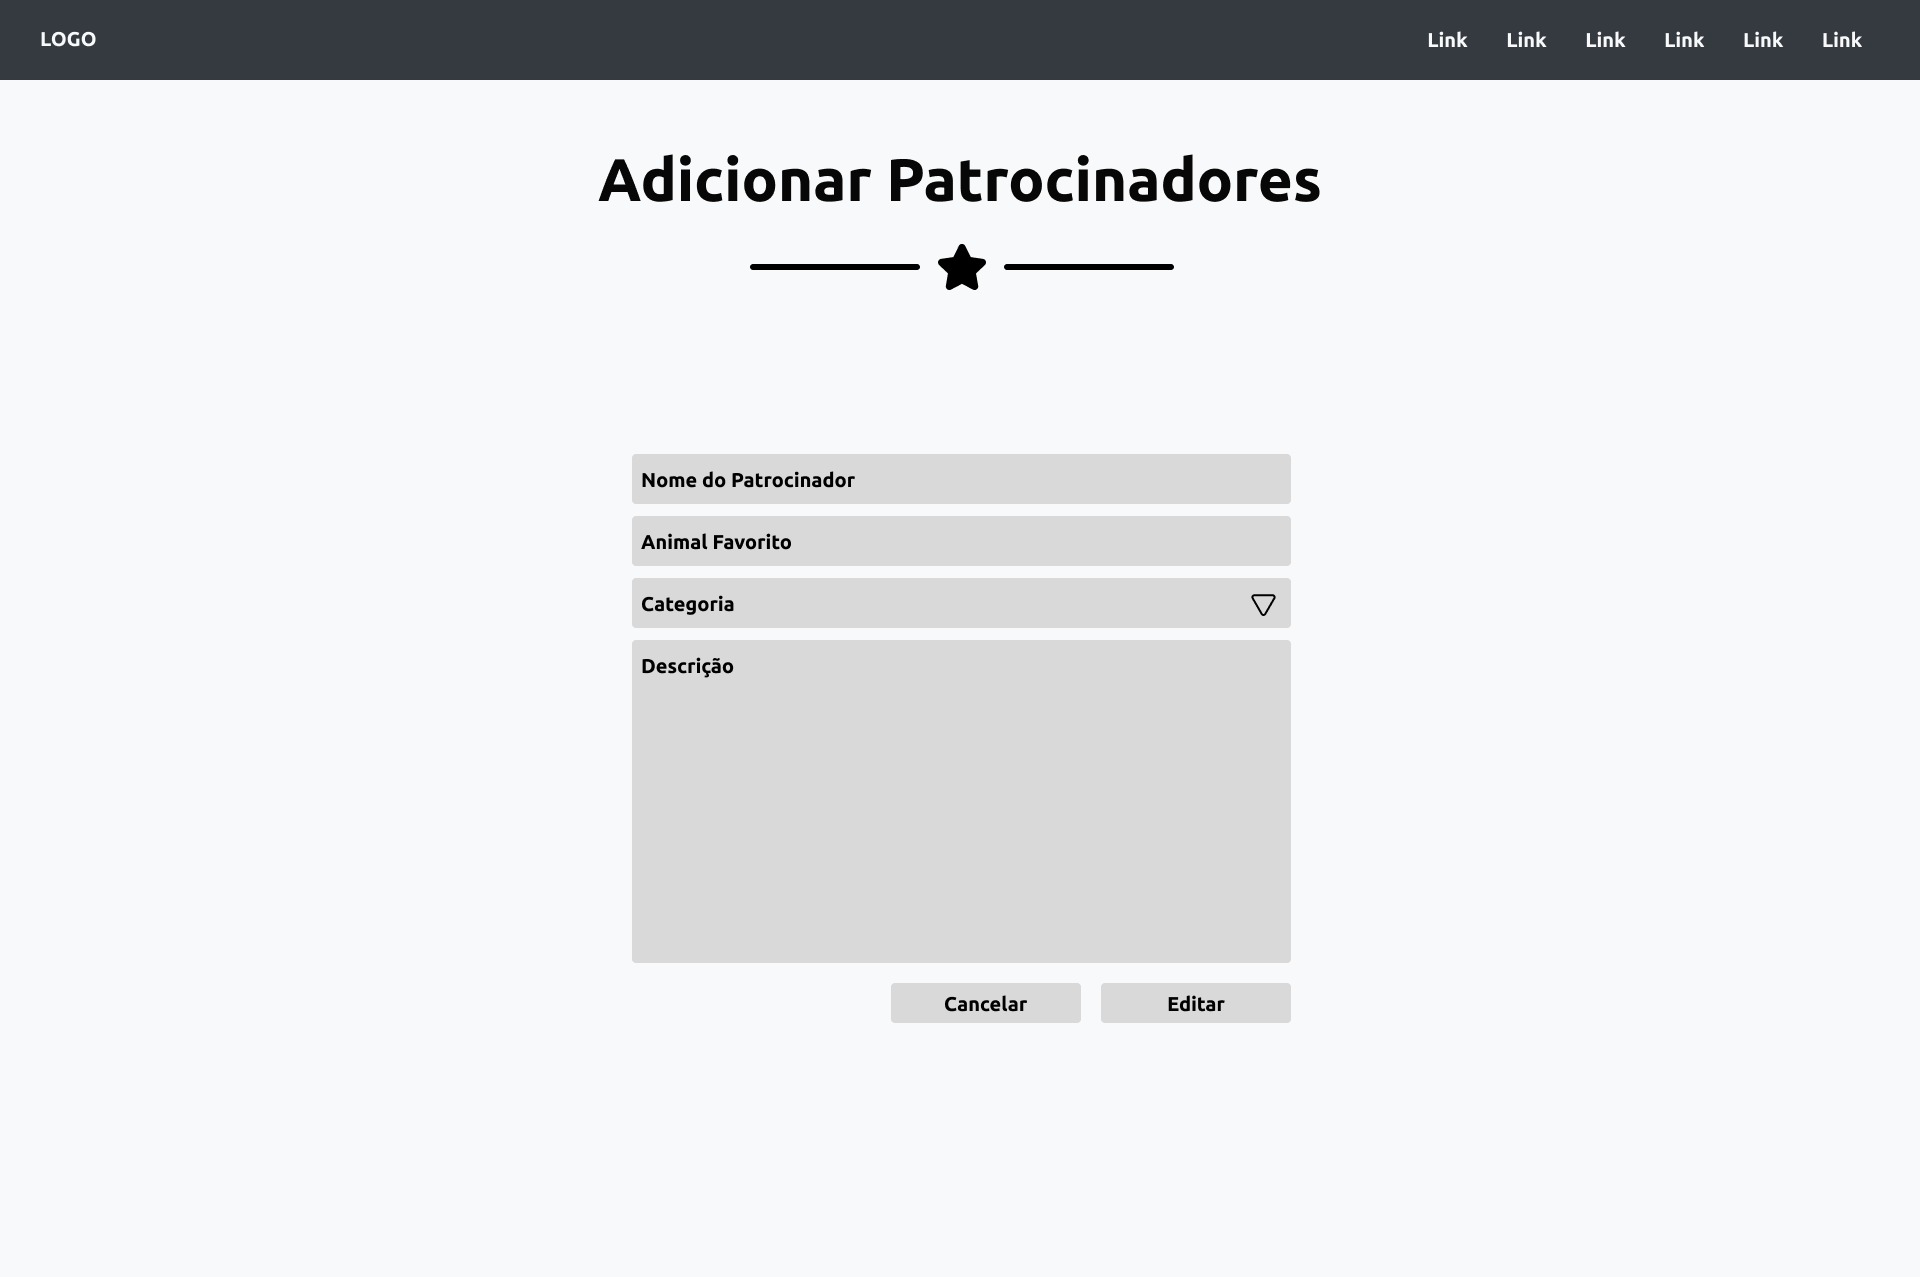 LOGO Link Link Link Link Link Link
Adicionar Patrocinadores
Nome do Patrocinador
Animal Favorito
Categoria
Descrição
Cancelar Editar